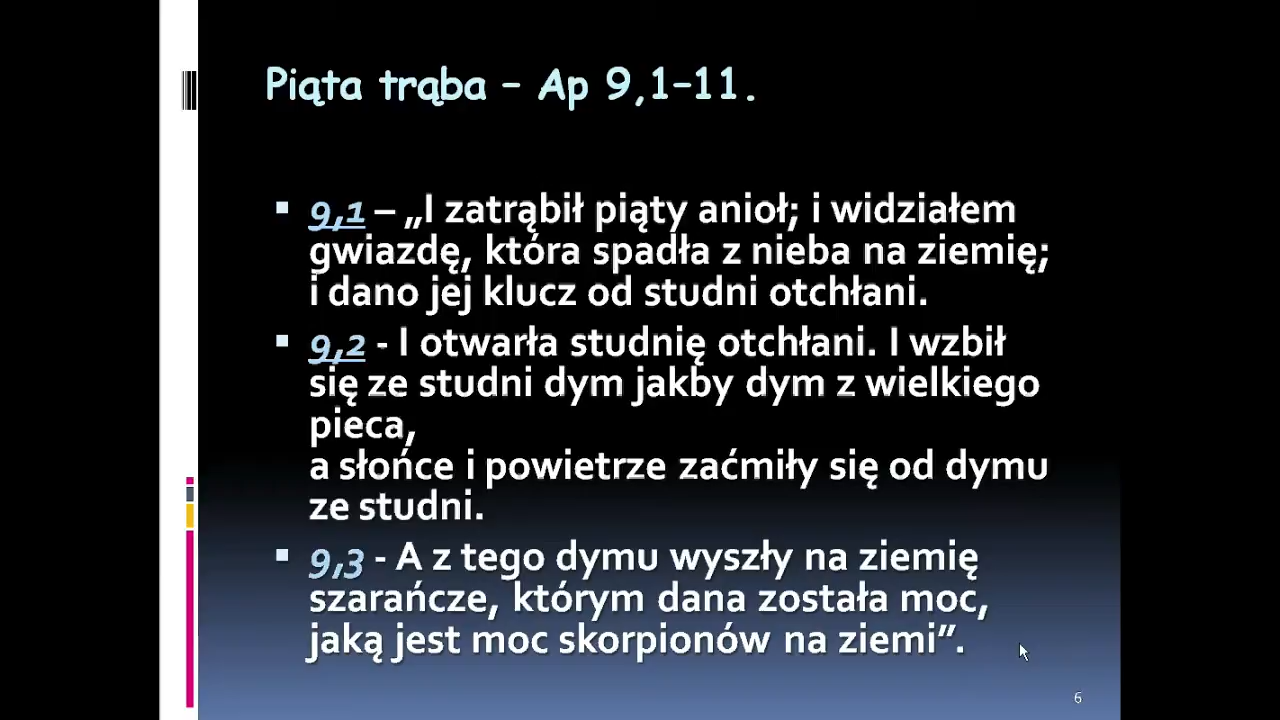 Piąta trąba – Ap 9,1–11.
▪ 9,1 – „I zatrąbił piąty anioł; i widziałem
gwiazdę, która spadła z nieba na ziemię;
i dano jej klucz od studni otchłani.
▪ 9,2 - I otwarła studnię otchłani. I wzbił
się ze studni dym jakby dym z wielkiego
pieca,
a słońce i powietrze zaćmiły się od dymu
ze studni.
▪ 9,3 - A z tego dymu wyszły na ziemię
szarańcze, którym dana została moc,
jaką jest moc skorpionów na ziemi”.
6